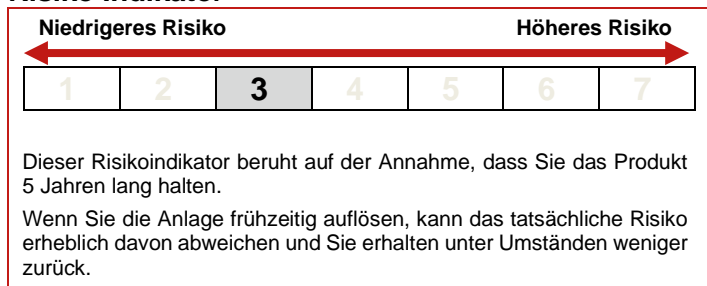 Niedrigeres Risiko Höheres Risiko
1 2 3 4 5 6 7
Dieser Risikoindikator beruht auf der Annahme, dass Sie das Produkt
5 Jahren lang halten.
Wenn Sie die Anlage frühzeitig auflösen, kann das tatsächliche Risiko
erheblich davon abweichen und Sie erhalten unter Umständen weniger
zurück.